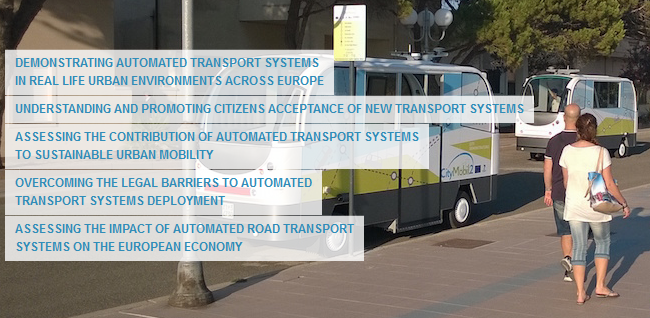 DEMONSTRATING AUTOMATED TRANSPORT SYSTEMS
IN REAL LIFE URBAN ENVIRONMENTS ACROSS EUROPE
UNDERSTANDING AND PROMOTING CITIZENS ACCEPTANCE OF NEW TRANSPORT SYSTEMS
ASSESSING THE CONTRIBUTION OF AUTOMATED TRANSPORT SYSTEMS
TO SUSTAINABLE URBAN MOBILITY
OVERCOMING THE LEGAL BARRIERS TO AUTOMATED
TRANSPORT SYSTEMS DEPLOYMENT
ASSESSING THE IMPACT OF AUTOMATED ROAD TRANSPORT
SYSTEMS ON THE EUROPEAN ECONOMY
CityMobil2